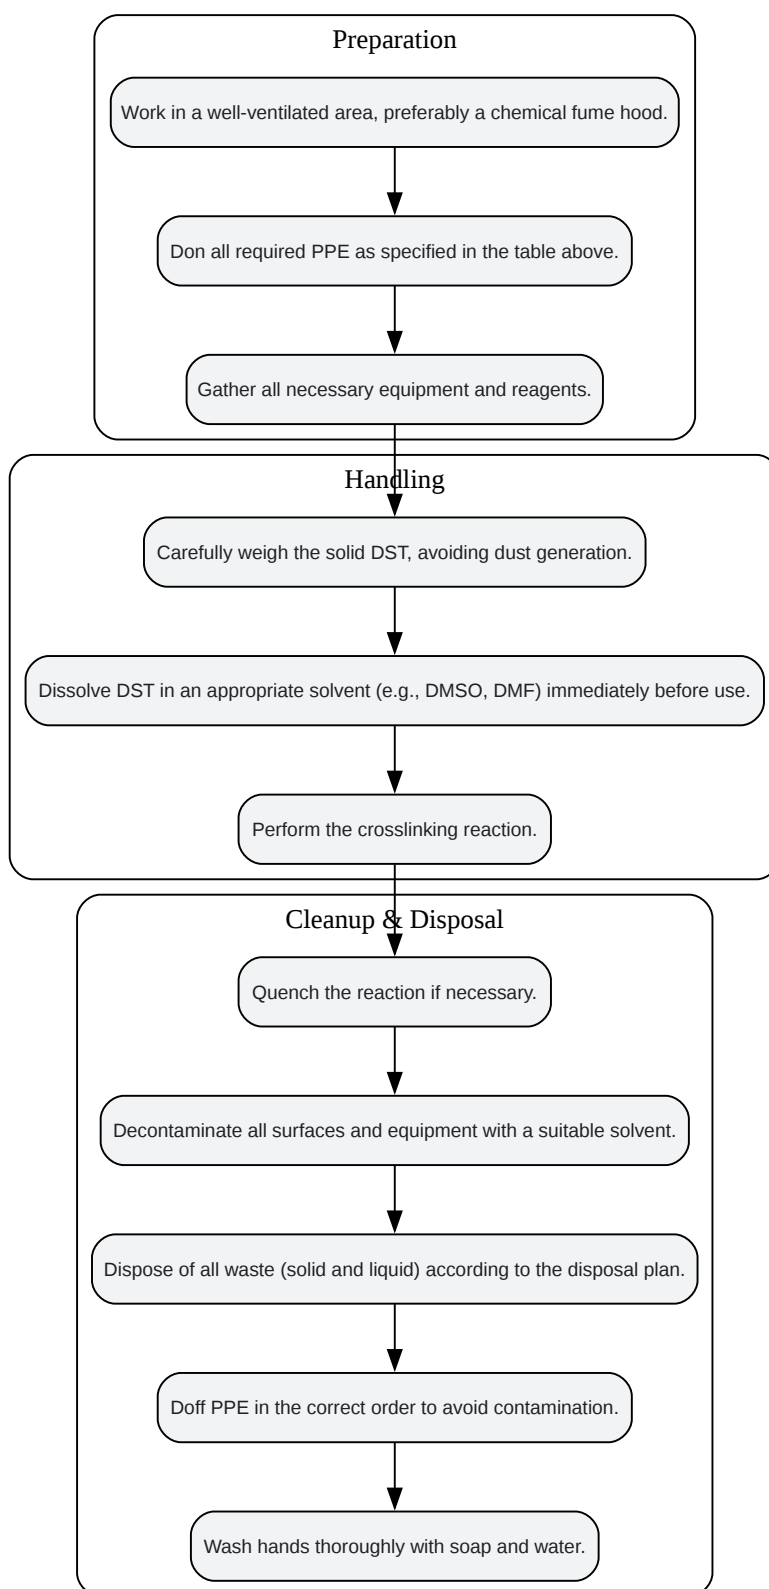 Preparation
Work in a well-ventilated area, preferably a chemical fume hood.
Don all required PPE as specified in the table above.
Gather all necessary equipment and reagents.
Handling
Carefully weigh the solid DST, avoiding dust generation.
Dissolve DST in an appropriate solvent (e.g., DMSO, DMF) immediately before use.
Perform the crosslinking reaction.
Cleanup & Disposal
Quench the reaction if necessary.
Decontaminate all surfaces and equipment with a suitable solvent.
Dispose of all waste (solid and liquid) according to the disposal plan.
Doff PPE in the correct order to avoid contamination.
Wash hands thoroughly with soap and water.